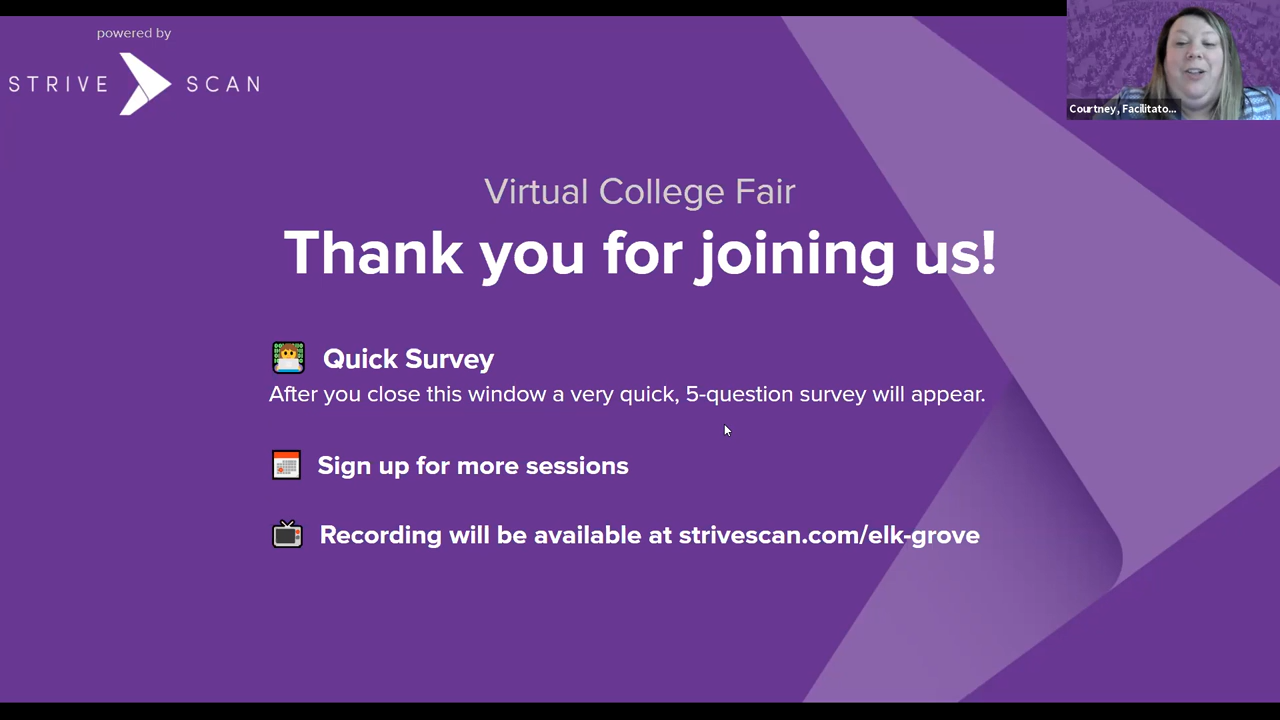 powered by
STRIVE SCAN
Courtney, Facilitato...
Virtual College Fair
Thank you for joining us!
Quick Survey
After you close this window a very quick, 5-question survey will appear.
Sign up for more sessions
Recording will be available at strivescan.com/elk-grove